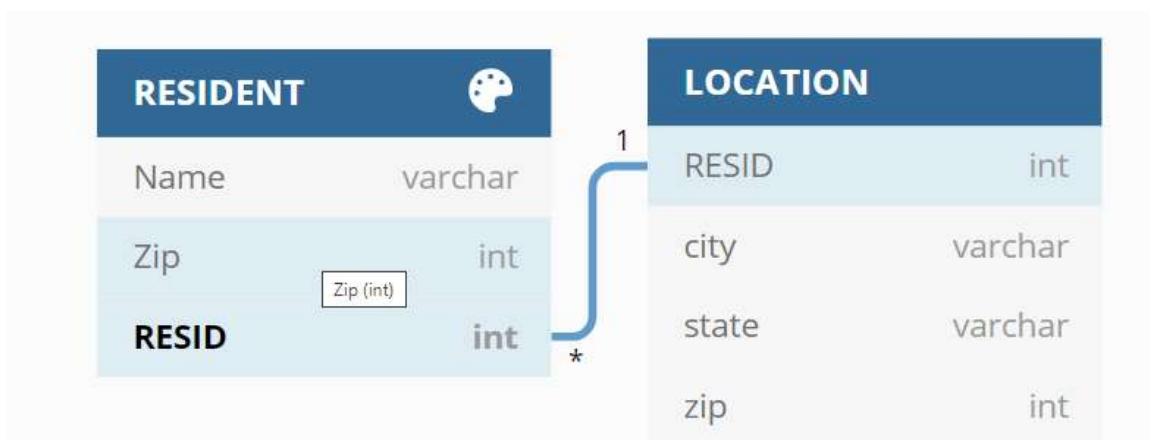 RESIDENT
Name varchar
Zip int
Zip (int)
RESID int
*
1
LOCATION
RESID int
city varchar
state varchar
zip int